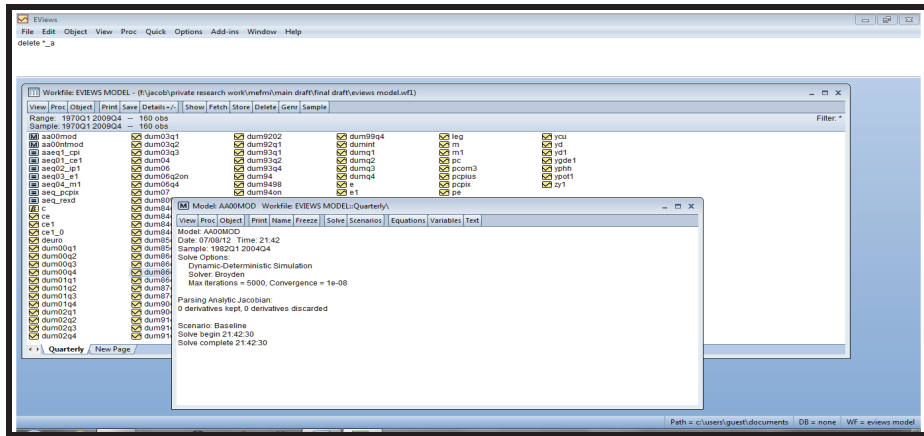 EViews
File Edit Object View Proc Quick Options Add-ins Window Help
delete *_a
Workfile: EVIEWS MODEL - (f:\jacob\private research work\mefmi\main draft\final draft\eviews model.wf1)
View Proc Object Print Save Details+/- Show Fetch Store Delete Genr Sample
Range: 1970Q1 2009Q4 – 160 obs Filter: *
Sample: 1970Q1 2009Q4 – 160 obs
aa00mod dum03q1 dum9202 dum99q4 leg ycu
aa00ntmod dum03q2 dum92q1 dumint m yd
aaeq1_cpi dum03q3 dum93q1 dumq1 m1 yd1
aeq01_ce1 dum04 dum93q2 dumq2 pc ygde1
aeq02_ip1 dum06 dum93q4 dumq3 pcom3 yphh
aeq03_e1 dum06q2on dum94 dumq4 pcpius ypot1
aeq04_m1 dum06q4 dum9498 e pcpix zy1
aeq_pcpix dum07 dum94on e1 pe
aeq_rexd
c
ce
ce1
ce1_0
deuro
dum00q1
dum00q2
dum00q3
dum00q4
dum01q1
dum01q2
dum01q3
dum01q4
dum02q1
dum02q2
dum02q3
dum02q4
Quarterly New Page
Model: AA00MOD Workfile: EVIEWS MODEL::Quarterly\
View Proc Object Print Name Freeze Solve Scenarios Equations Variables Text
Model: AA00MOD
Date: 07/08/12 Time: 21:42
Sample: 1982Q1 2004Q4
Solve Options:
Dynamic-Deterministic Simulation
Solver: Broyden
Max iterations = 5000, Convergence = 1e-08
Parsing Analytic Jacobian:
0 derivatives kept, 0 derivatives discarded
Scenario: Baseline
Solve begin 21:42:30
Solve complete 21:42:30
Path = c:\users\guest\documents DB = none WF = eviews model